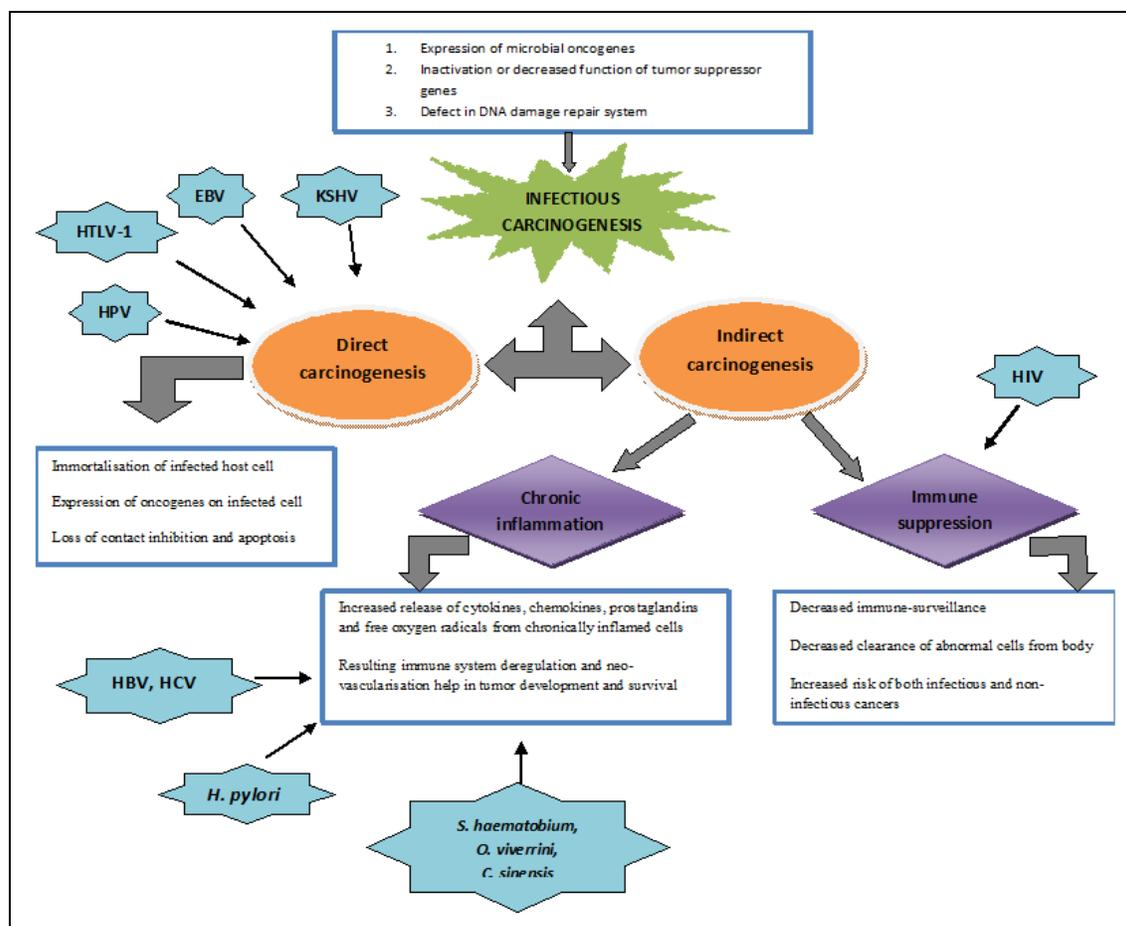 1. Expression of microbial oncogenes
2. Inactivation or decreased function of tumor suppressor
genes
3. Defect in DNA damage repair system
INFECTIOUS
CARCINOGENESIS
EBV
KSHV
HTLV-1
HPV
Direct
carcinogenesis
Indirect
carcinogenesis
HIV
Immortalisation of infected host cell
Expression of oncogenes on infected cell
Loss of contact inhibition and apoptosis
Chronic
inflammation
Immune
suppression
Increased release of cytokines, chemokines, prostaglandins
and free oxygen radicals from chronically inflamed cells
Resulting immune system deregulation and neo-
vascularisation help in tumor development and survival
Decreased immune-surveillance
Decreased clearance of abnormal cells from body
Increased risk of both infectious and non-
infectious cancers
HBV, HCV
H. pylori
S. haematobium,
O. viverrini,
C. sinensis